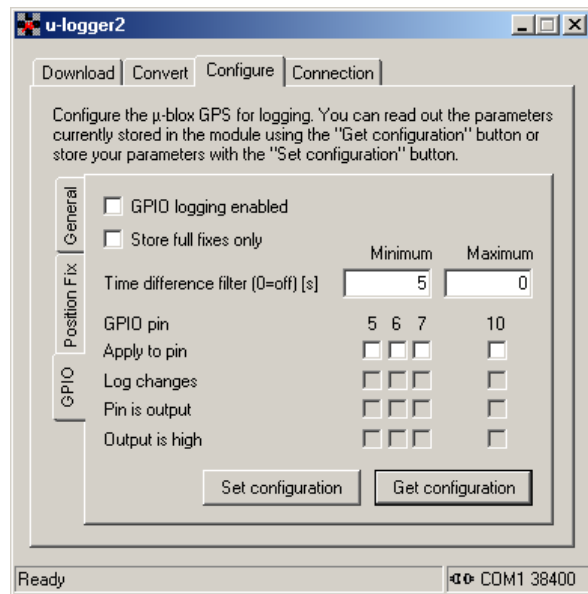 u-logger2
Download Convert Configure Connection
Configure the µ-blox GPS for logging. You can read out the parameters
currently stored in the module using the "Get configuration" button or
store your parameters with the "Set configuration" button.
General
Position Fix
GPIO
GPIO logging enabled
Store full fixes only
Minimum Maximum
Time difference filter (0=off) [s] 5 0
GPIO pin 5 6 7 10
Apply to pin
Log changes
Pin is output
Output is high
Set configuration Get configuration
Ready COM1 38400